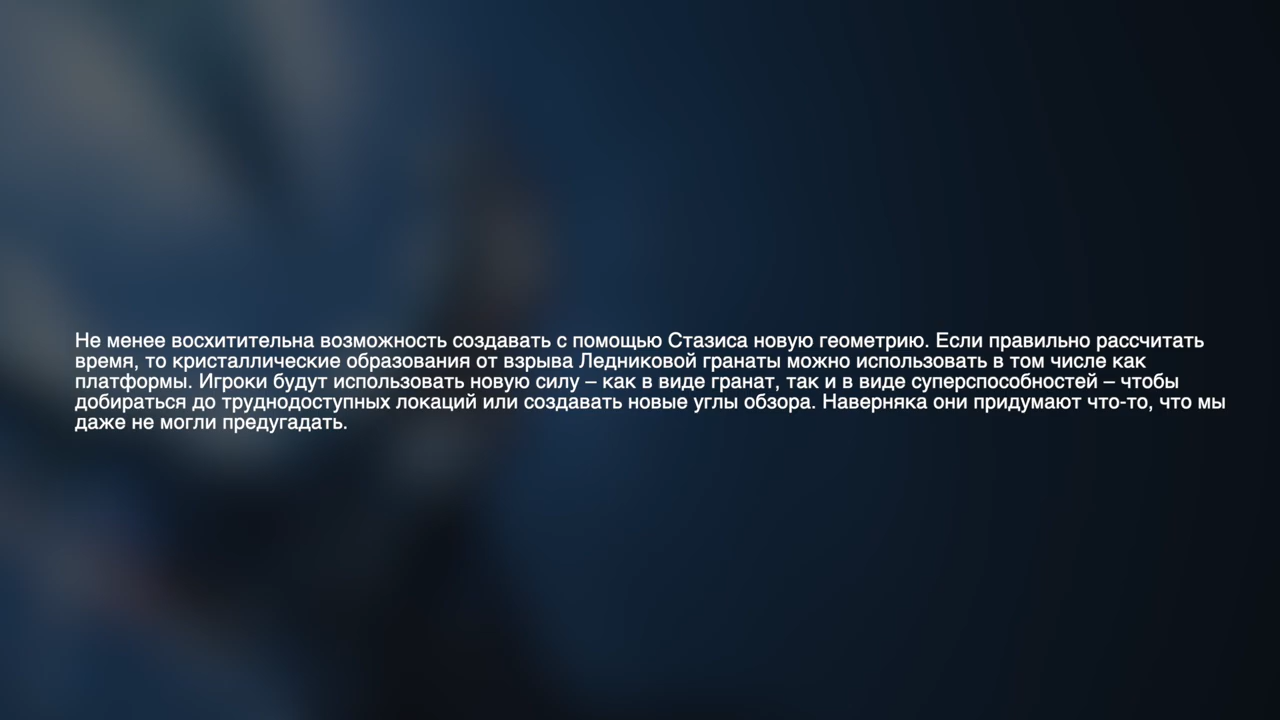 Не менее восхитительна возможность создавать с помощью Стазиса новую геометрию. Если правильно рассчитать
время, то кристаллические образования от взрыва Ледниковой гранаты можно использовать в том числе как
платформы. Игроки будут использовать новую силу – как в виде гранат, так и в виде суперспособностей – чтобы
добираться до труднодоступных локаций или создавать новые углы обзора. Наверняка они придумают что-то, что мы
даже не могли предугадать.